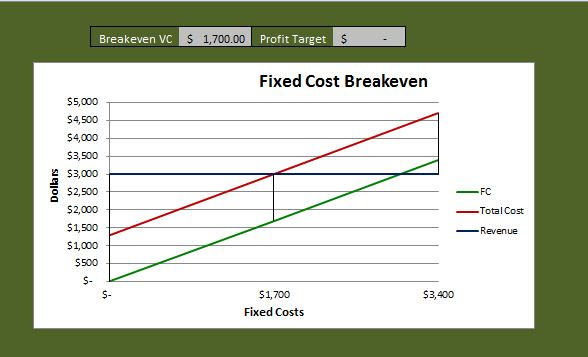 Breakeven VC $ 1,700.00 Profit Target $ -
Fixed Cost Breakeven
$5,000
$4,500
$4,000
$3,500
$3,000
$2,500
$2,000
$1,500
$1,000
$500
$-
Dollars
$- $1,700 $3,400
Fixed Costs
FC
Total Cost
Revenue